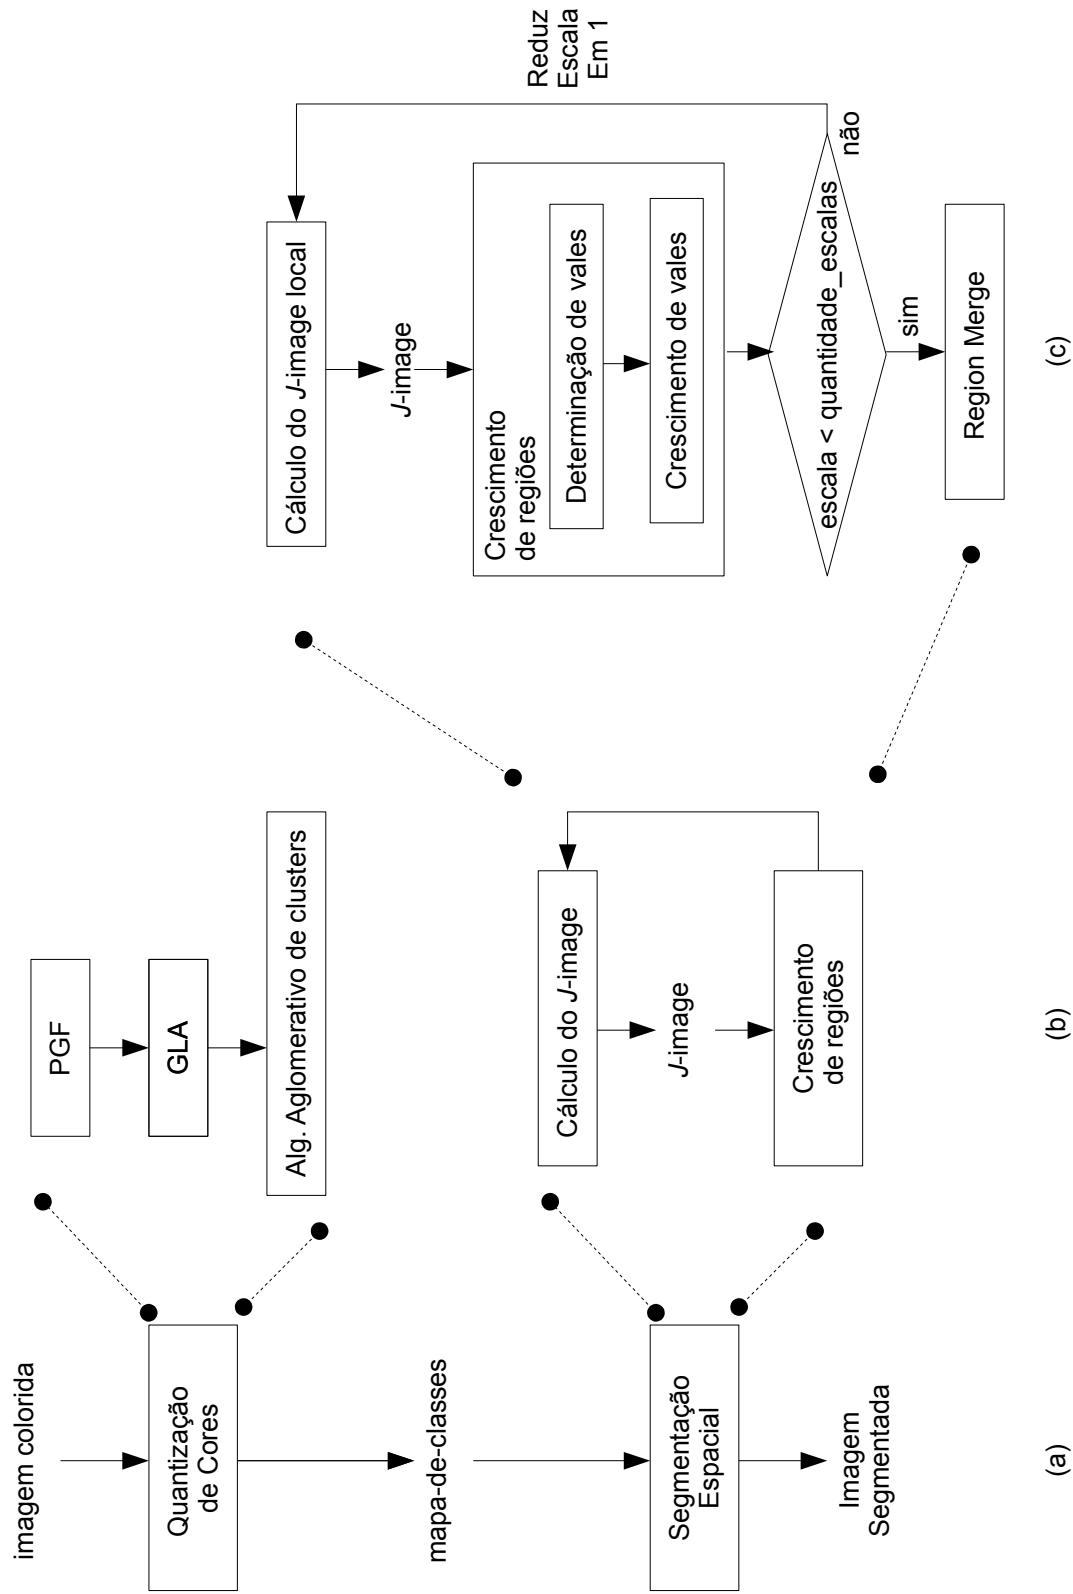 imagem colorida
Quantização
de Cores
mapa-de-classes
Segmentação
Espacial
Imagem
Segmentada
(a)
PGF
GLA
Alg. Aglomerativo de clusters
Cálculo do J-image
J-image
Crescimento
de regiões
(b)
Cálculo do J-image local
J-image
Crescimento
de regiões
Determinação de vales
Crescimento de vales
escala < quantidade_escalas
não
sim
Reduz
Escala
Em 1
Region Merge
(c)